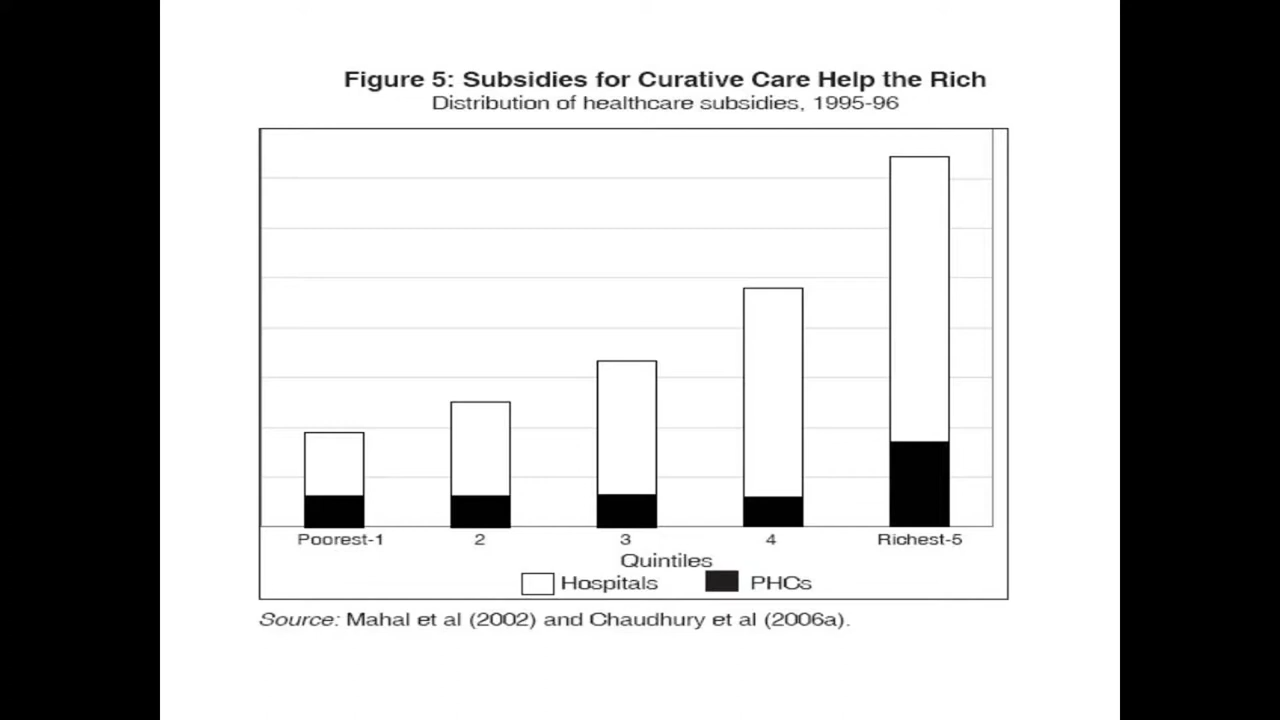 Figure 5: Subsidies for Curative Care Help the Rich
Distribution of healthcare subsidies, 1995-96
Poorest-1 2 3 4 Richest-5
Quintiles
Hospitals PHCs
Source: Mahal et al (2002) and Chaudhury et al (2006a).